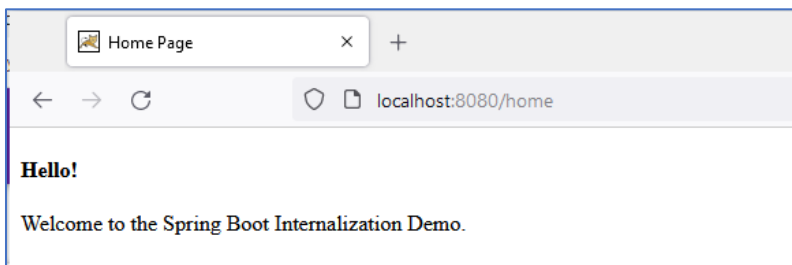 Home Page
localhost:8080/home
Hello!
Welcome to the Spring Boot Internalization Demo.